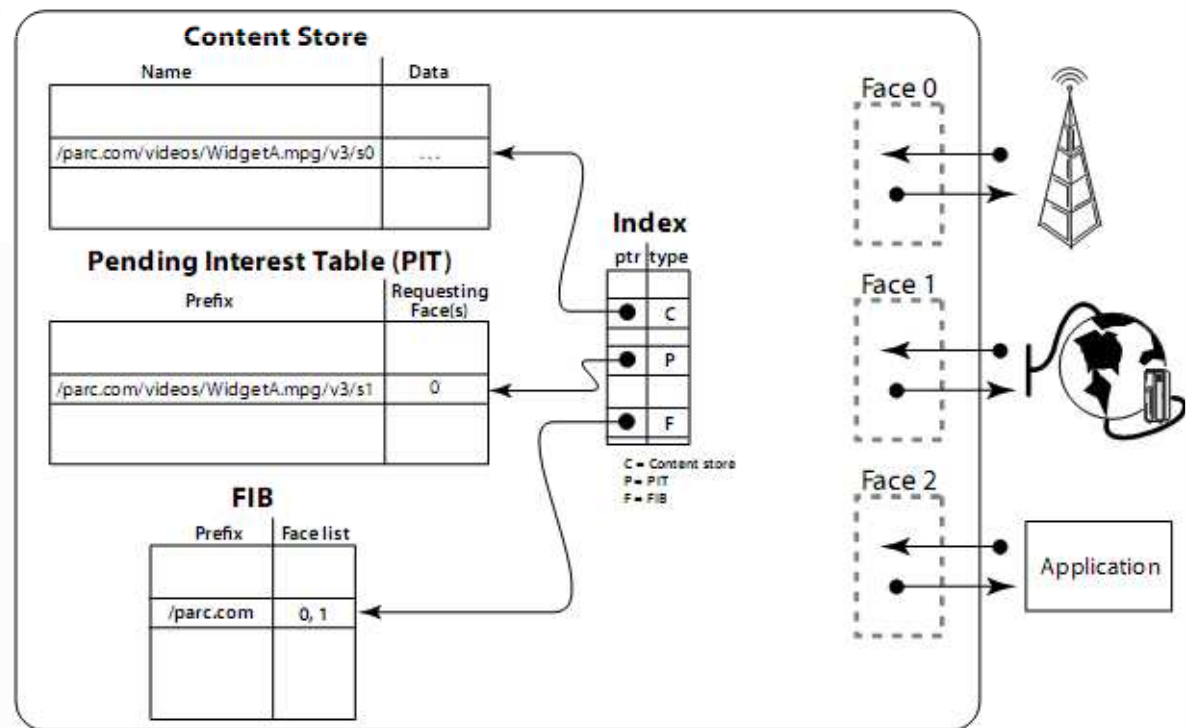 Content Store
Name Data
/parc.com/videos/WidgetA.mpg/v3/s0 ...
Pending Interest Table (PIT)
Prefix Requesting Face(s)
/parc.com/videos/WidgetA.mpg/v3/s1 0
FIB
Prefix Face list
/parc.com 0, 1
Index
ptr type
C
P
F
C = Content store
P = PIT
F = FIB
Face 0
Face 1
Face 2
Application